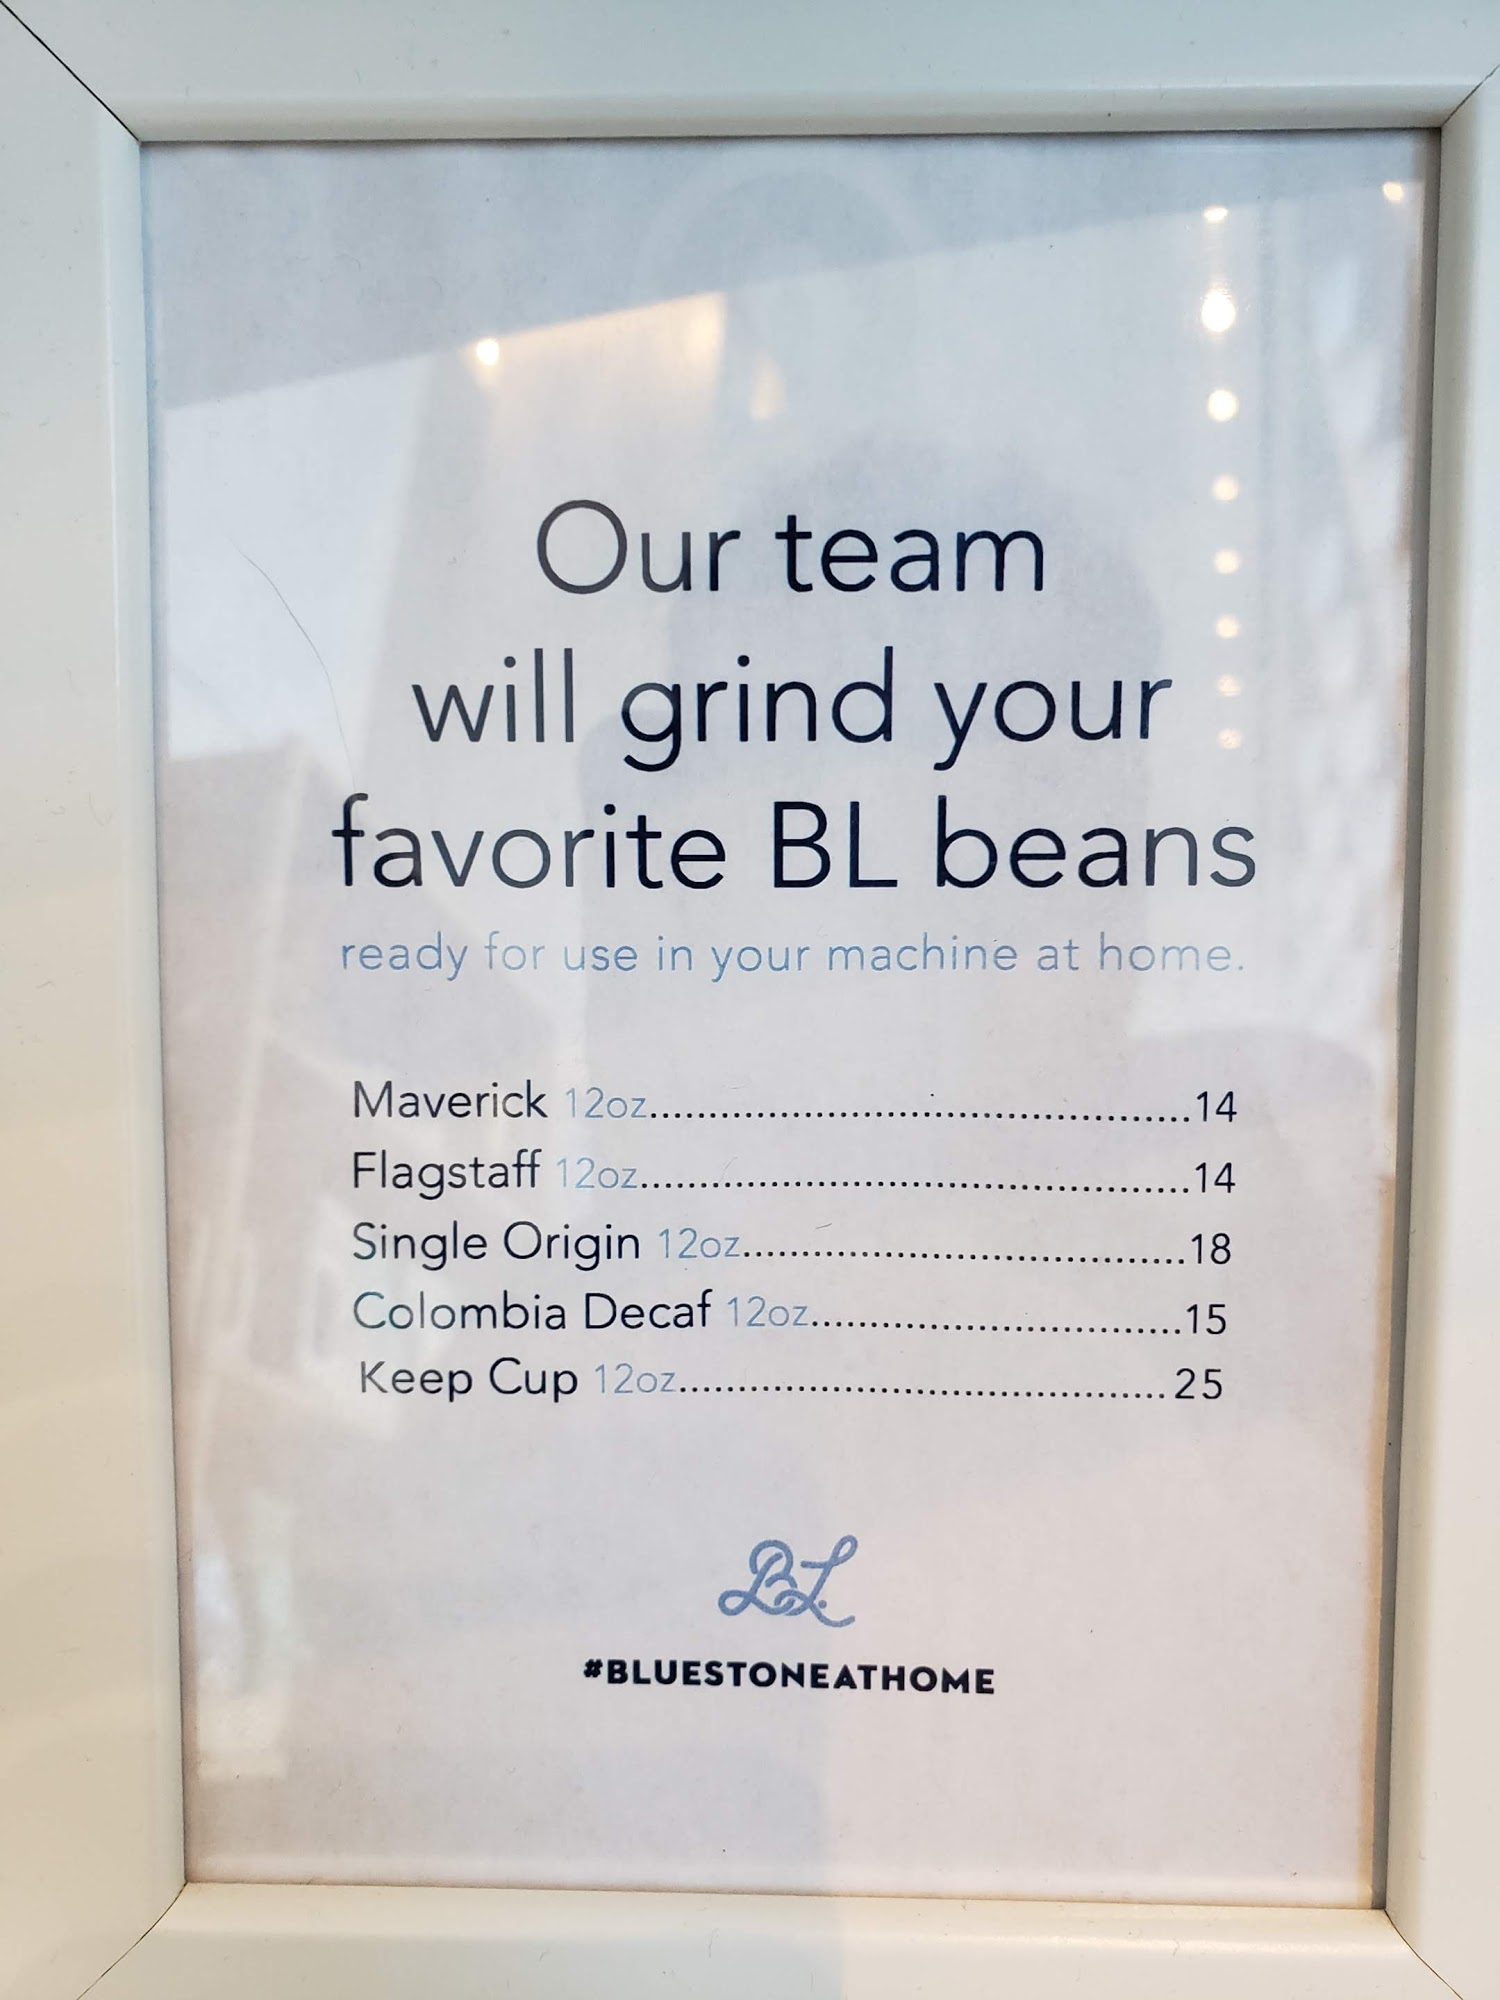 Our team
will grind your
favorite BL beans
ready for use in your machine at home.
Maverick 12oz..........................................................14
Flagstaff 12oz..........................................................14
Single Origin 12oz...............................................18
Colombia Decaf 12oz.......................................15
Keep Cup 12oz....................................................25
BL.
#BLUESTONEATHOME